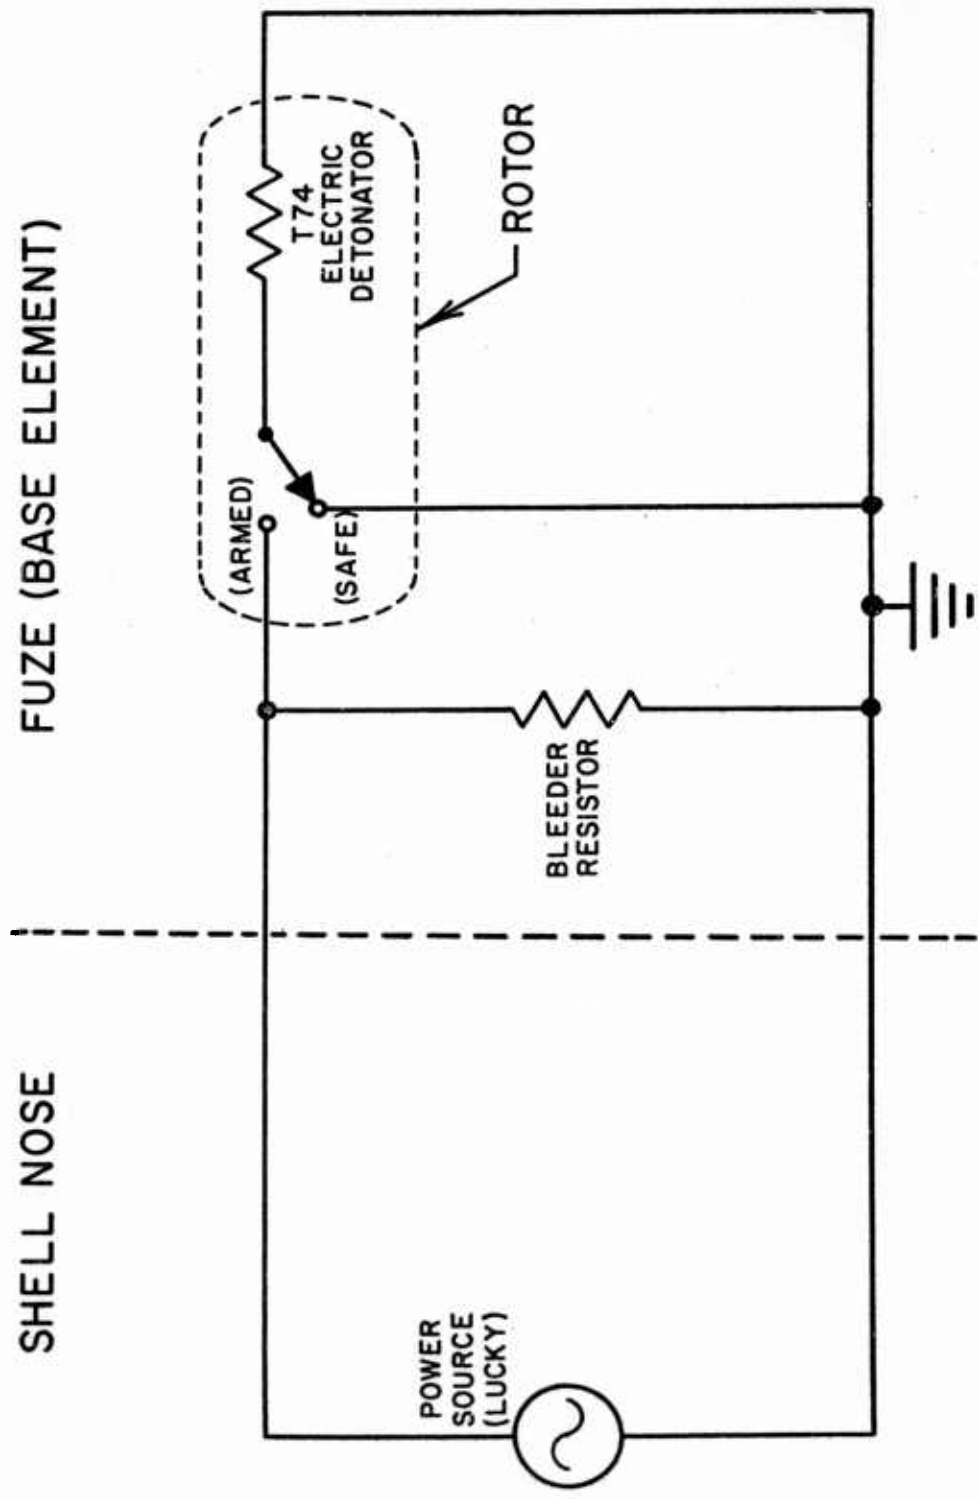 SHELL NOSE
FUZE (BASE ELEMENT)
POWER
SOURCE
(LUCKY)
BLEEDER
RESISTOR
(ARMED)
(SAFE)
T74
ELECTRIC
DETONATOR
ROTOR